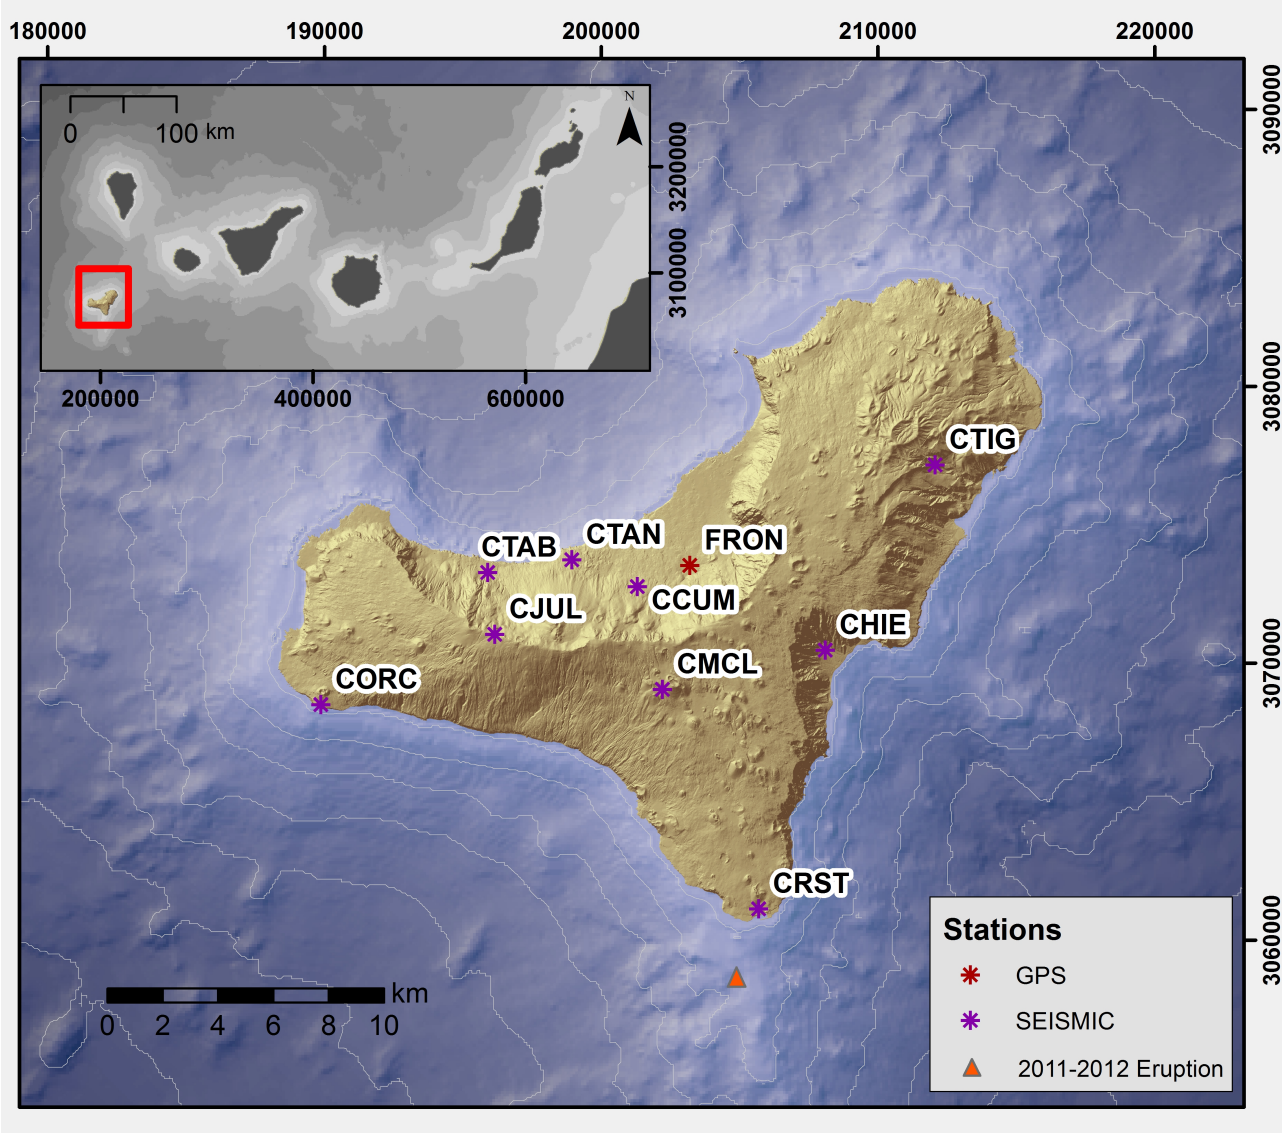 180000 190000 200000 210000 220000
3090000
N
0 100 km
3200000
3100000
200000 400000 600000
3080000
CTIG
CTAN
FRON
CTAB
CCUM
CJUL
CHIE
3070000
CMCL
CORC
CRST
Stations
3060000
GPS
km
SEISMIC
0 2 4 6 8 10
2011-2012 Eruption